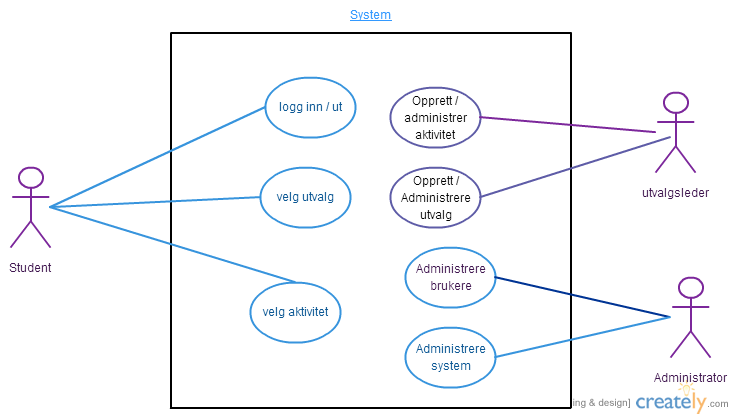 System
logg inn / ut
Opprett /
administrer
aktivitet
velg utvalg
Opprett /
Administrere
utvalg
utvalgsleder
Student
Administrere
brukere
velg aktivitet
Administrere
system
Administrator
ing & design]
creately.com